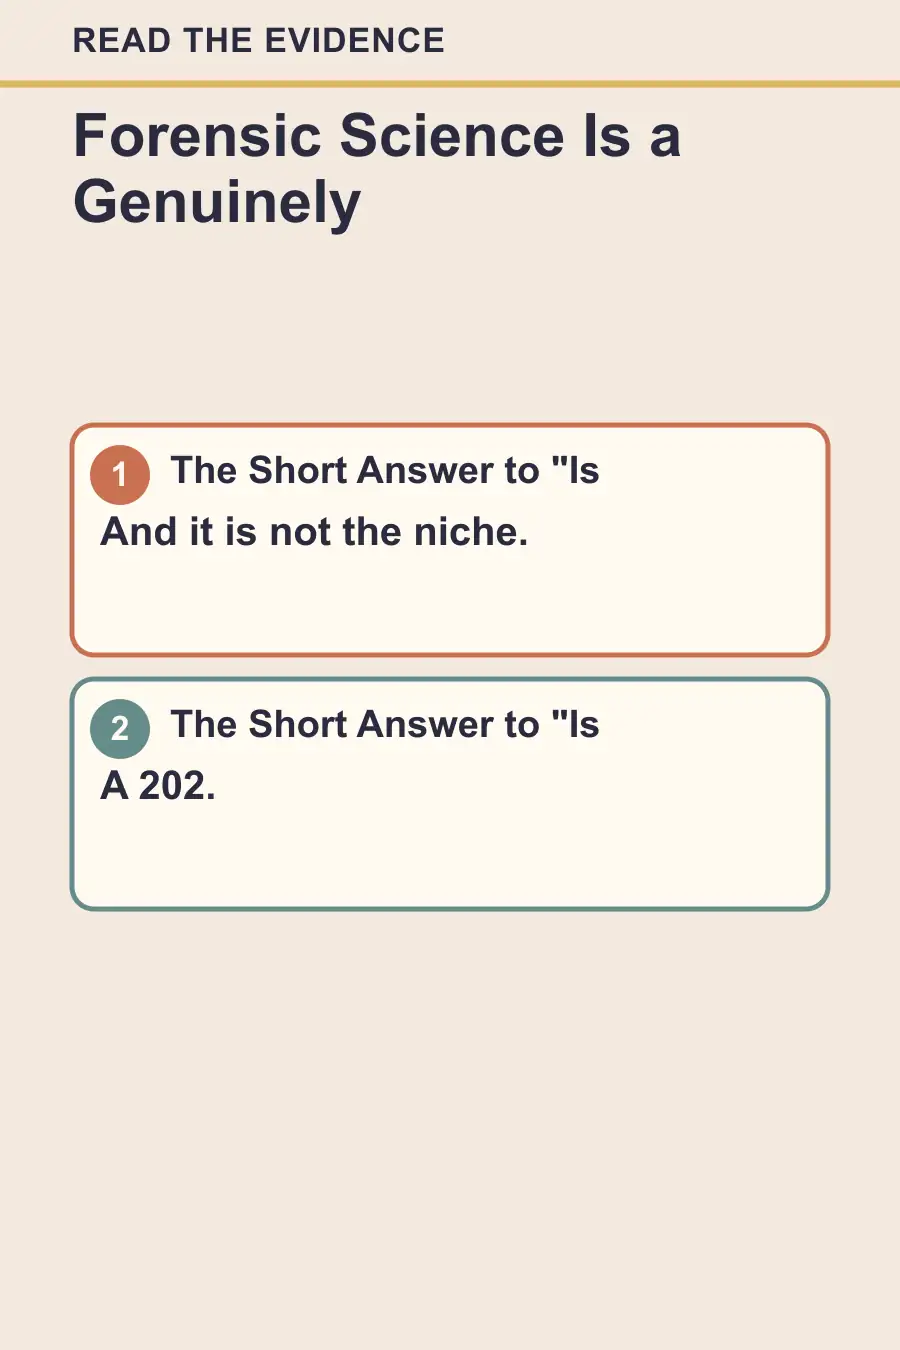 READ THE EVIDENCE
Forensic Science Is a
Genuinely
1 The Short Answer to "Is
And it is not the niche.
2 The Short Answer to "Is
A 202.